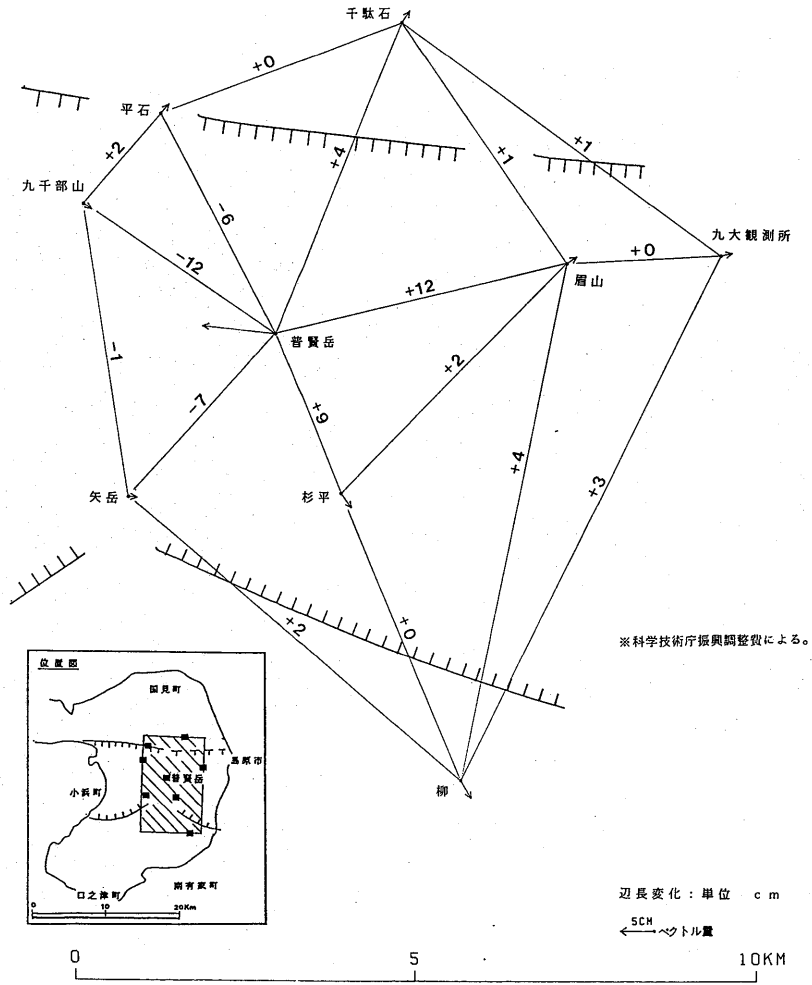 千駄石
+0
平石
+2
+4
+1
+1
九千部山
-6
九大観測所
-12
+0
+12
眉山
普賢岳
-1
-7
+9
+2
+4
+3
矢岳
杉平
+2
+0
※科学技術庁振興調整費による。
位置図
国見町
島原市
普賢岳
小浜町
柳
南有家町
口之津町
0 10 20Km
辺長変化:単位 cm
5CM
ベクトル量
0 5 10KM